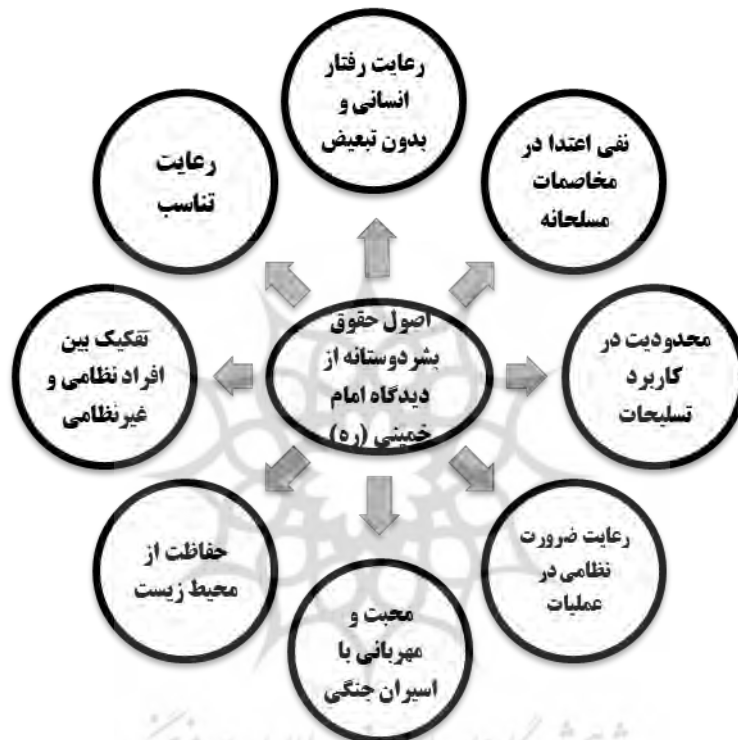 اصول حقوق
بشردوستانه از
دیدگاه امام
خمینی (ره)
رعایت رفتار
انسانی و
بدون تبعیض
نفی اعتدا در
مخاصمات
مسلحانه
محدودیت در
کاربرد
تسلیحات
رعایت ضرورت
نظامی در
عملیات
محبت و
مهربانی با
اسیران جنگی
حفاظت از
محیط زیست
تفکیک بین
افراد نظامی و
غیرنظامی
رعایت
تناسب